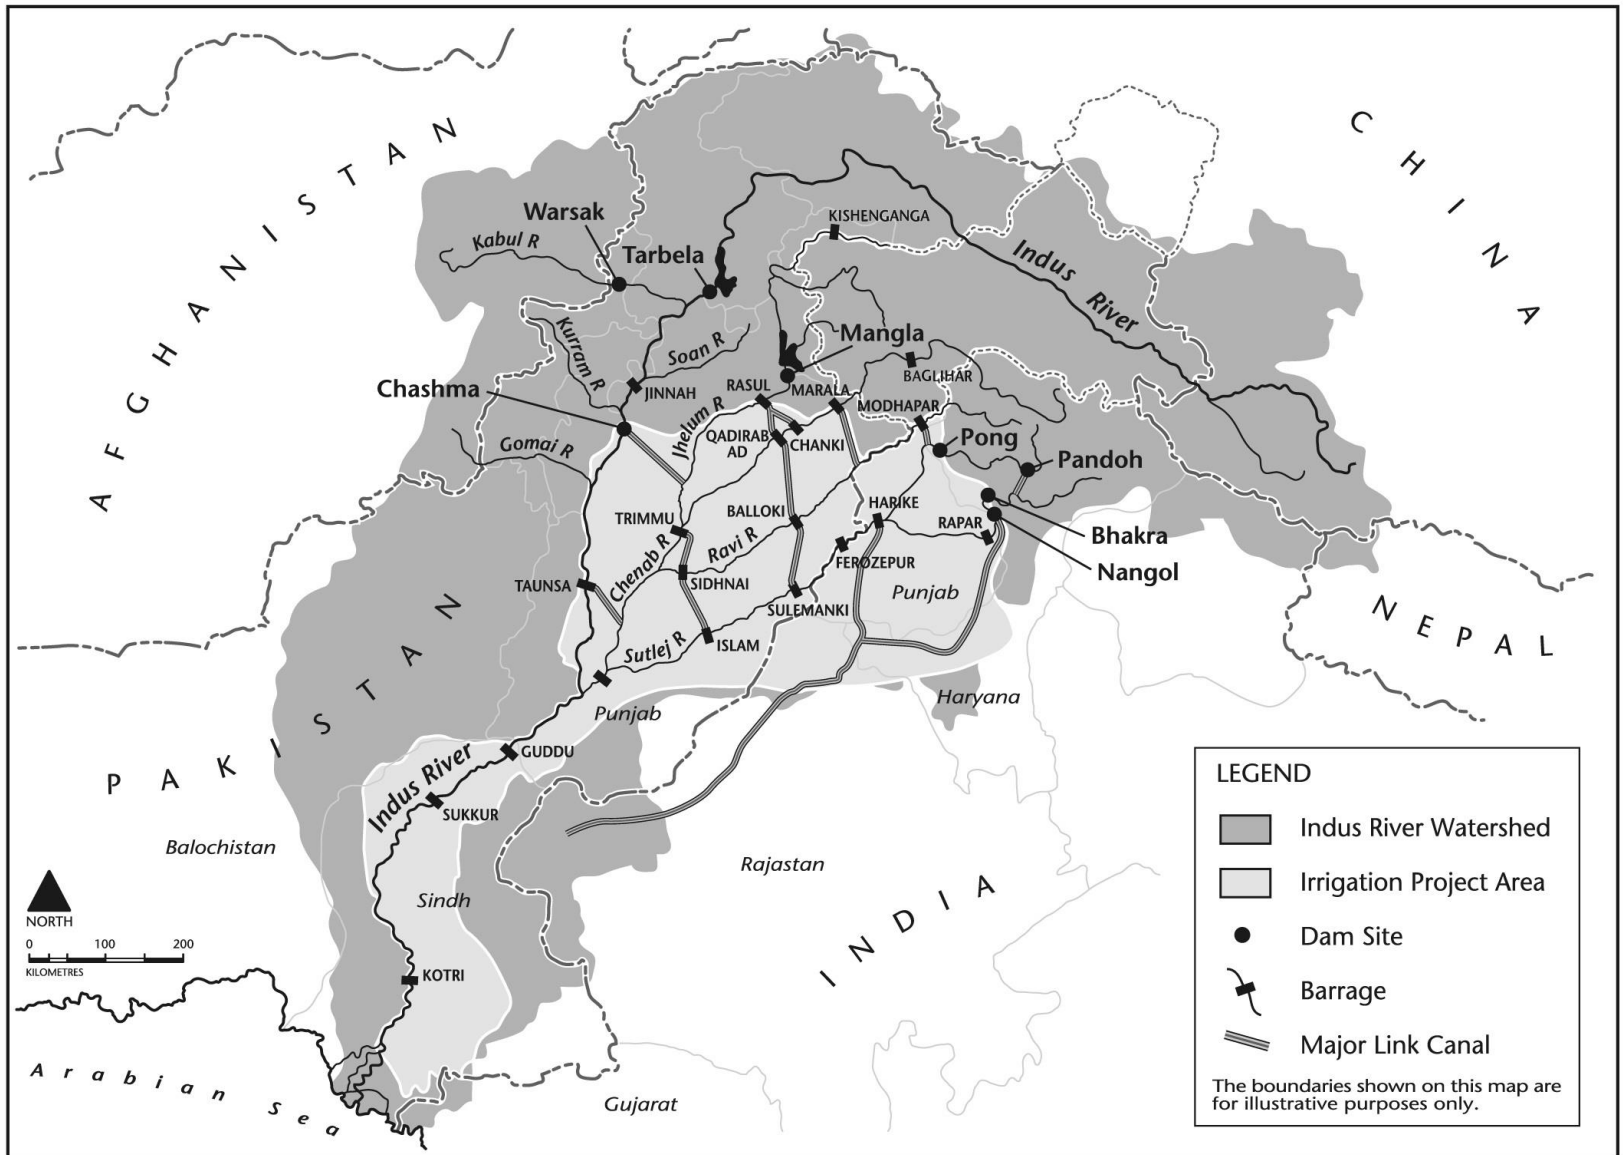 AFGHANISTAN
CHINA
KISHENGANGA
Warsak
Kabul R
Tarbela
Indus River
Kurram R
Soan R
Mangla
Chashma
JINNAH
RASUL
MARALA
BAGLIHAR
MODHAPAR
Jhelum R
QADIRAB
AD
CHANKI
Pong
Pandoh
Gomai R
TRIMMU
BALLOKI
HARIKE
RAPAR
Chenab R
Ravi R
FEROZEPUR
Bhakra
Nangol
TAUNSA
SIDHNAI
SULEMANKI
Punjab
NEPAL
Sutlej R
ISLAM
PAKISTAN
Punjab
Haryana
Indus River
GUDDU
SUKKUR
Balochistan
Rajastan
Sindh
INDIA
NORTH
0 100 200
KILOMETRES
KOTRI
Arabian Sea
Gujarat
LEGEND
Indus River Watershed
Irrigation Project Area
Dam Site
Barrage
Major Link Canal
The boundaries shown on this map are
for illustrative purposes only.